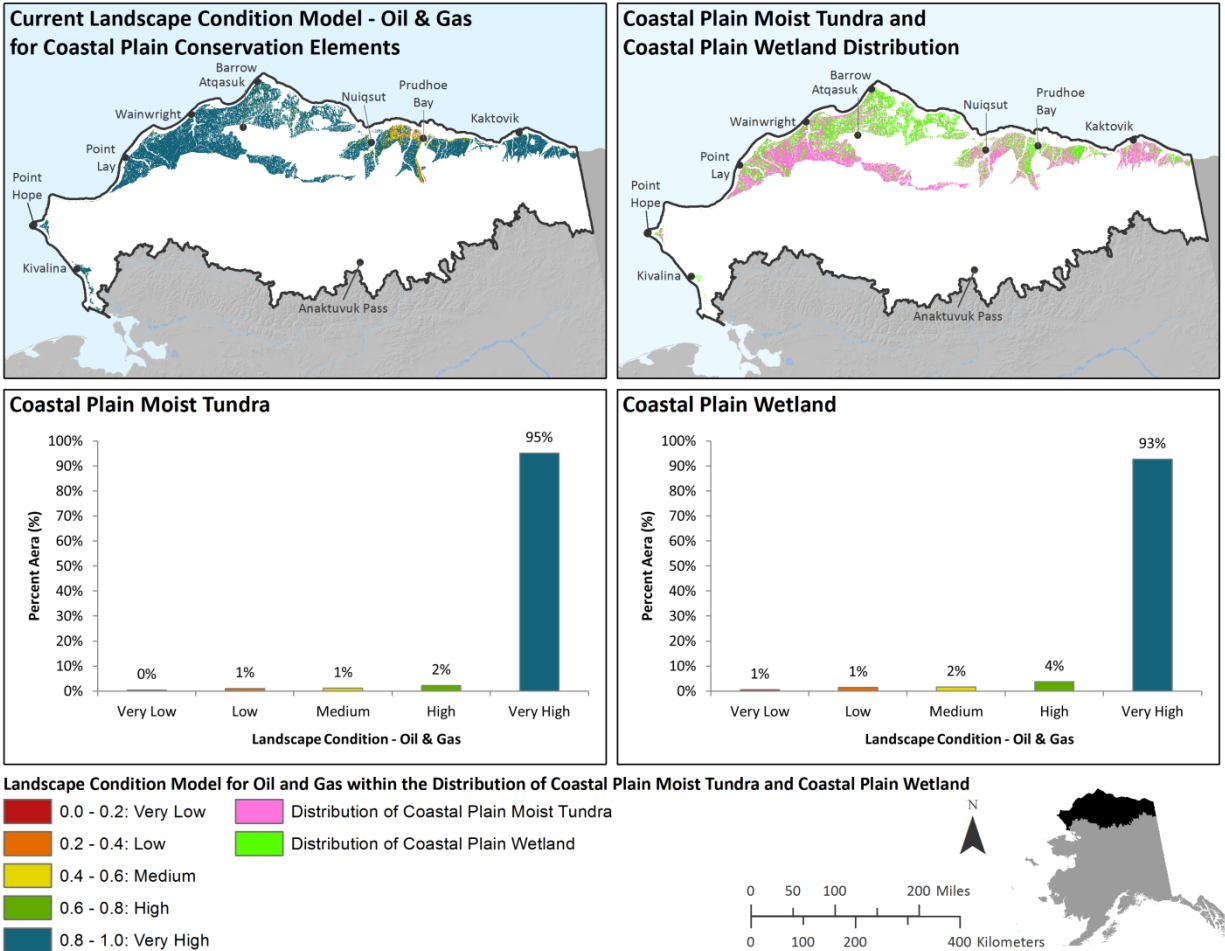 Current Landscape Condition Model - Oil & Gas
for Coastal Plain Conservation Elements
Barrow
Atqasuk
Wainwright
Nuiqsut
Prudhoe
Bay
Kaktovik
Point
Lay
Point
Hope
Kivalina
Anaktuvuk Pass
Coastal Plain Moist Tundra and
Coastal Plain Wetland Distribution
Barrow
Atqasuk
Wainwright
Nuiqsut
Prudhoe
Bay
Kaktovik
Point
Lay
Point
Hope
Kivalina
Anaktuvuk Pass
Coastal Plain Moist Tundra
100%
90%
80%
70%
60%
50%
40%
30%
20%
10%
0%
Percent Aera (%)
0%
1%
1%
2%
95%
Very Low
Low
Medium
High
Very High
Landscape Condition - Oil & Gas
Coastal Plain Wetland
100%
90%
80%
70%
60%
50%
40%
30%
20%
10%
0%
Percent Aera (%)
1%
1%
2%
4%
93%
Very Low
Low
Medium
High
Very High
Landscape Condition - Oil & Gas
Landscape Condition Model for Oil and Gas within the Distribution of Coastal Plain Moist Tundra and Coastal Plain Wetland
0.0 - 0.2: Very Low
0.2 - 0.4: Low
0.4 - 0.6: Medium
0.6 - 0.8: High
0.8 - 1.0: Very High
Distribution of Coastal Plain Moist Tundra
Distribution of Coastal Plain Wetland
N
0 50 100 200 Miles
0 100 200 400 Kilometers